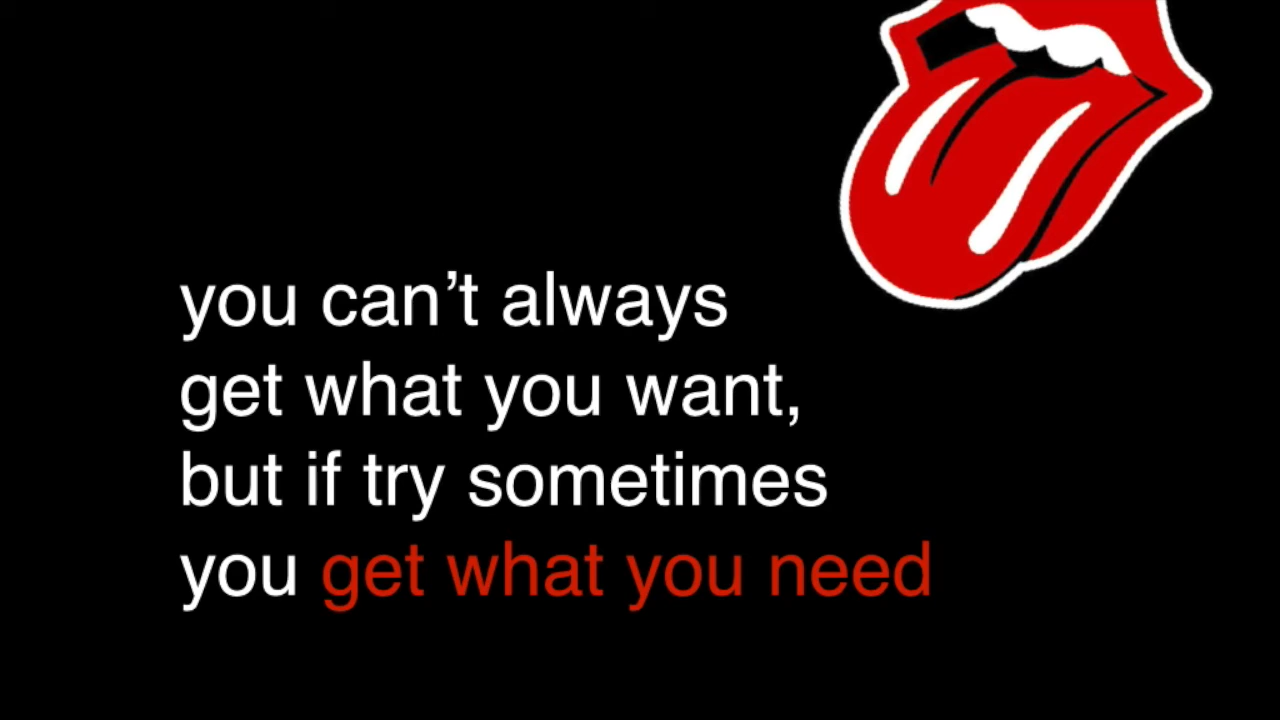 you can’t always
get what you want,
but if try sometimes
you get what you need